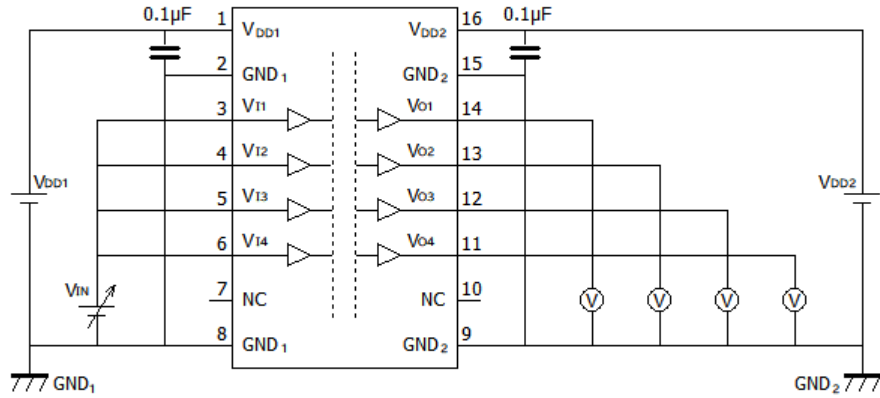 0.1μF 1 VDD1 VDD2 16 0.1μF
2 GND1 GND2 15
3 VI1 VO1 14
4 VI2 VO2 13
VDD1 5 VI3 VO3 12 VDD2
6 VI4 VO4 11
VIN 7 NC NC 10 V V V V
8 GND1 GND2 9
GND1 GND2